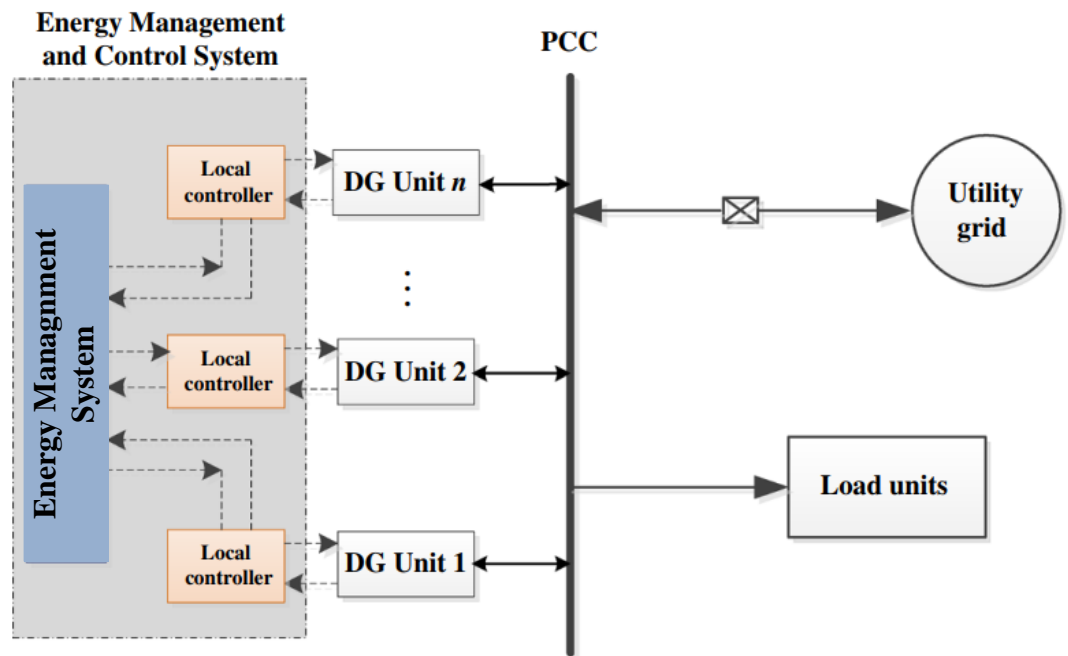 Energy Management
and Control System
PCC
Local
controller
DG Unit n
Utility
grid
Energy Managnment
System
Local
controller
DG Unit 2
Load units
Local
controller
DG Unit 1